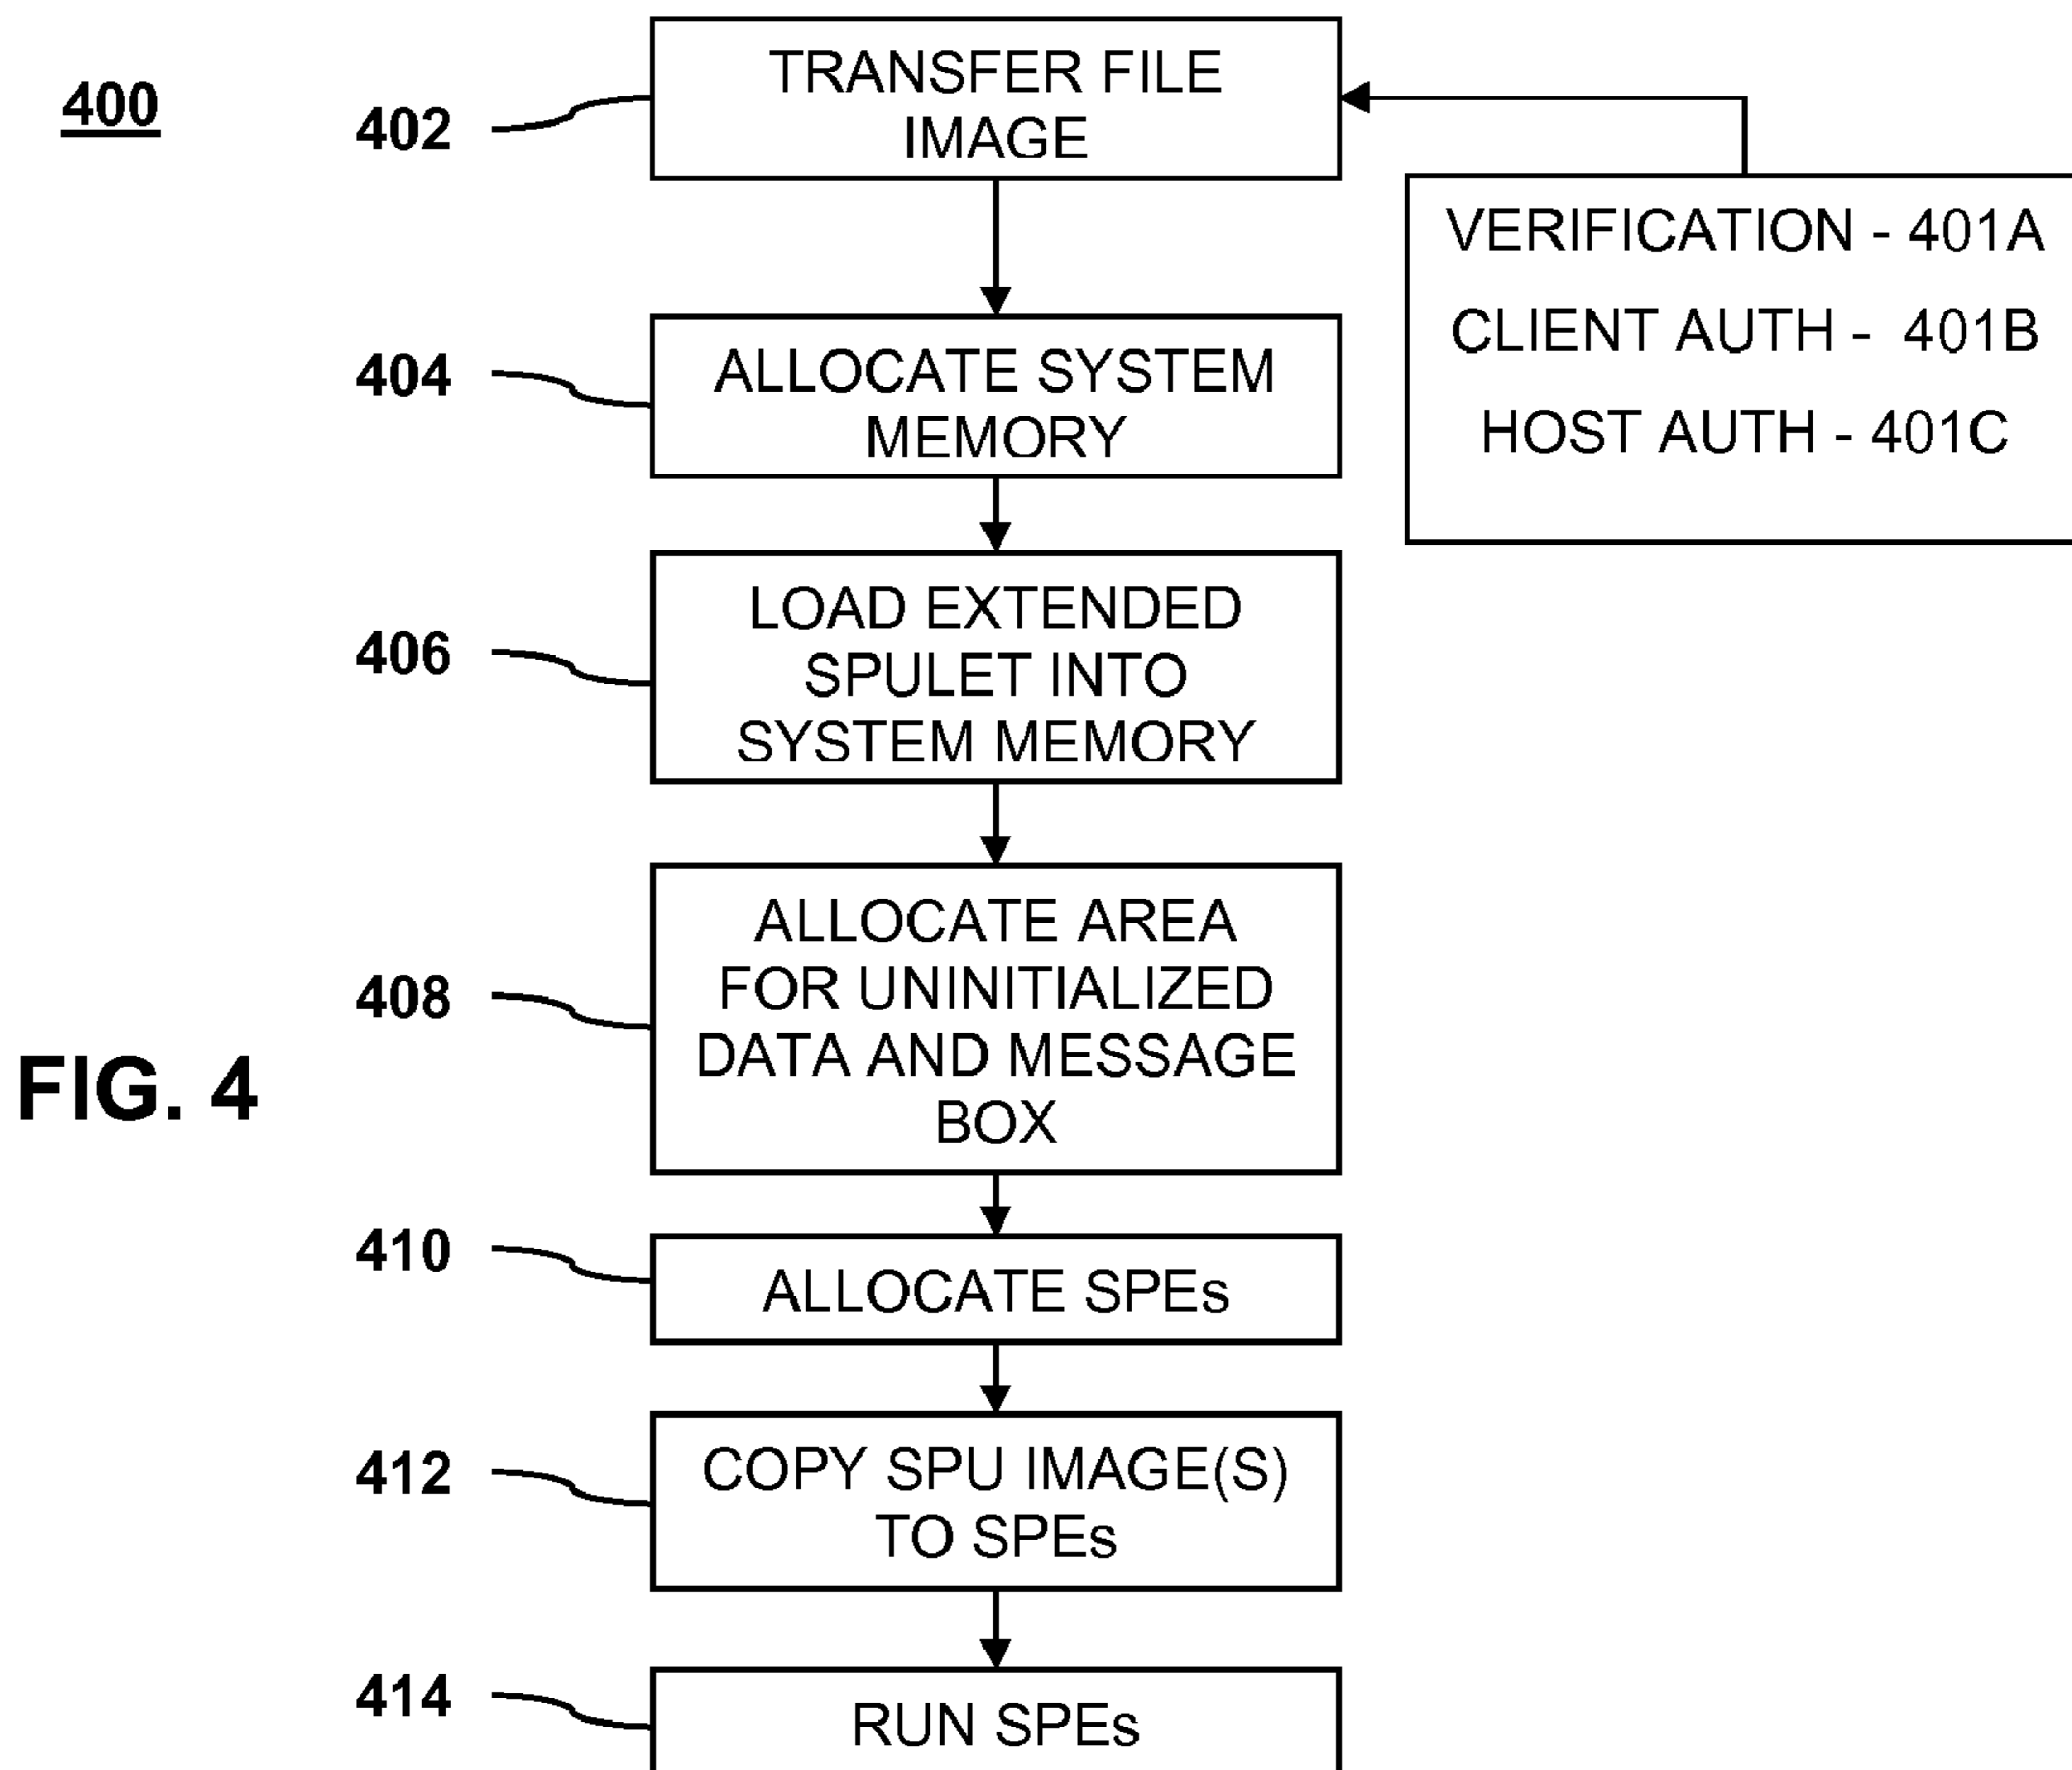 400
402
TRANSFER FILE
IMAGE
VERIFICATION - 401A
CLIENT AUTH - 401B
HOST AUTH - 401C
404
ALLOCATE SYSTEM
MEMORY
406
LOAD EXTENDED
SPULET INTO
SYSTEM MEMORY
408
ALLOCATE AREA
FOR UNINITIALIZED
DATA AND MESSAGE
BOX
FIG. 4
410
ALLOCATE SPEs
412
COPY SPU IMAGE(S)
TO SPEs
414
RUN SPEs